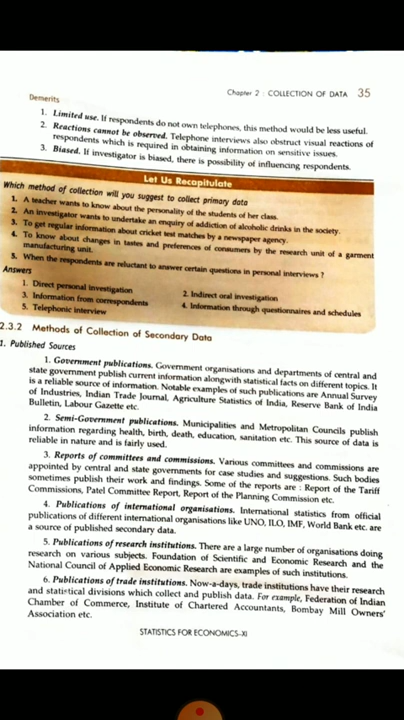 Chapter 2 : COLLECTION OF DATA 35
Demerits
1. Limited use. If respondents do not own telephones, this method would be less useful.
2. Reactions cannot be observed. Telephone interviews also obstruct visual reactions of
respondents which is required in obtaining information on sensitive issues.
3. Biased. If investigator is biased, there is possibility of influencing respondents.
Let Us Recapitulate
Which method of collection will you suggest to collect primary data
1. A teacher wants to know about the personality of the students of her class.
2. An investigator wants to undertake an enquiry of addiction of alcoholic drinks in the society.
3. To get regular information about cricket test matches by a newspaper agency.
4. To know about changes in tastes and preferences of consumers by the research unit of a garment
manufacturing unit.
5. When the respondents are reluctant to answer certain questions in personal interviews ?
Answers
1. Direct personal investigation 2. Indirect oral investigation
3. Information from correspondents 4. Information through questionnaires and schedules
5. Telephonic interview
2.3.2 Methods of Collection of Secondary Data
1. Published Sources
1. Government publications. Government organisations and departments of central and
state government publish current information alongwith statistical facts on different topics. It
is a reliable source of information. Notable examples of such publications are Annual Survey
of Industries, Indian Trade Journal, Agriculture Statistics of India, Reserve Bank of India
Bulletin, Labour Gazette etc.
2. Semi-Government publications. Municipalities and Metropolitan Councils publish
information regarding health, birth, death, education, sanitation etc. This source of data is
reliable in nature and is fairly used.
3. Reports of committees and commissions. Various committees and commissions are
appointed by central and state governments for case studies and suggestions. Such bodies
sometimes publish their work and findings. Some of the reports are : Report of the Tariff
Commissions, Patel Committee Report, Report of the Planning Commission etc.
4. Publications of international organisations. International statistics from official
publications of different international organisations like UNO, ILO, IMF, World Bank etc. are
a source of published secondary data.
5. Publications of research institutions. There are a large number of organisations doing
research on various subjects. Foundation of Scientific and Economic Research and the
National Council of Applied Economic Research are examples of such institutions.
6. Publications of trade institutions. Now-a-days, trade institutions have their research
and statistical divisions which collect and publish data. For example, Federation of Indian
Chamber of Commerce, Institute of Chartered Accountants, Bombay Mill Owners'
Association etc.
STATISTICS FOR ECONOMICS-XI